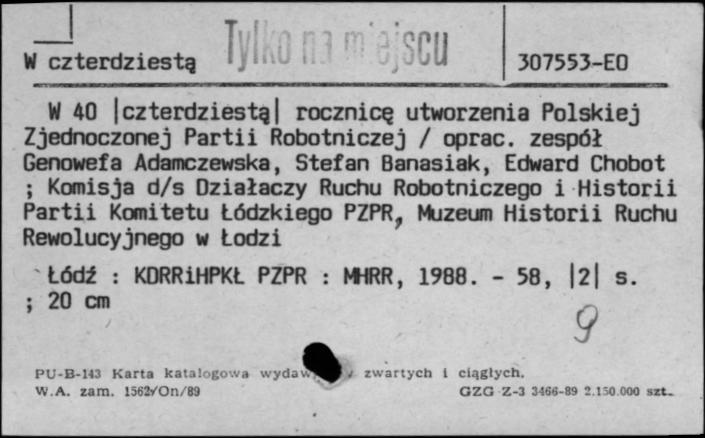 Tylko na miejscu
W czterdziestą 307553-EO
W 40 |czterdziestą| rocznicę utworzenia Polskiej
Zjednoczonej Partii Robotniczej / oprac. zespół
Genowefa Adamczewska, Stefan Banasiak, Edward Chobot
; Komisja d/s Działaczy Ruchu Robotniczego i Historii
Partii Komitetu Łódzkiego PZPR, Muzeum Historii Ruchu
Rewolucyjnego w Łodzi
Łódź : KDRRiHPKŁ PZPR : MHRR, 1988. - 58, |2| s.
; 20 cm
9
PU-B-143 Karta katalogowa zwartych i ciągłych.
W.A. zam. 1562/On/89 GZG Z-3 3466-89 2.150.000 szt.